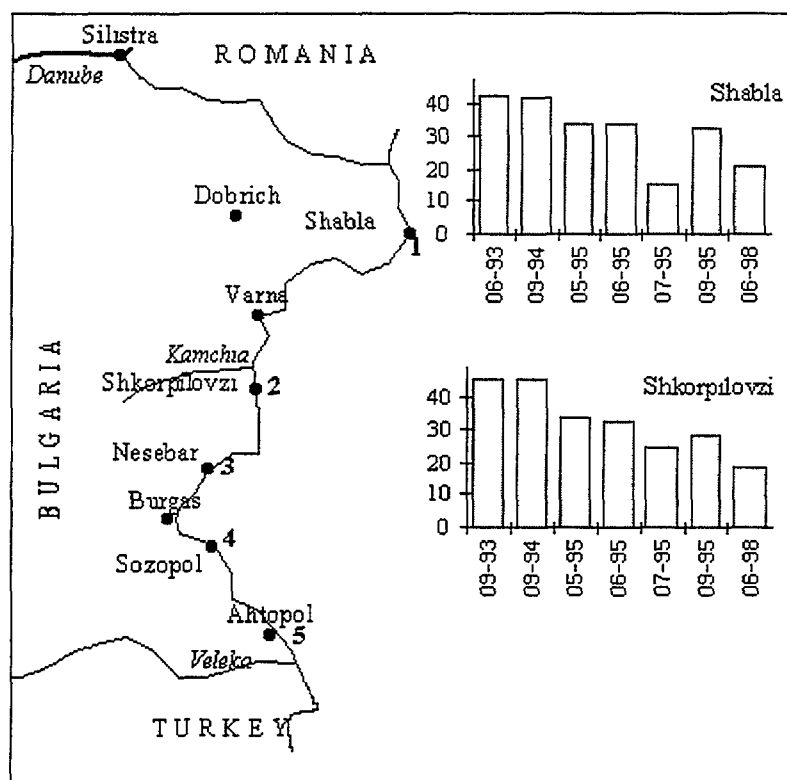 Silistra
ROMANIA
Danube
Dobrich
Shabla
1
Varna
Kamchia
Shkorpilovzi 2
BULGARIA
Nesebar 3
Burgas
4
Sozopol
Ahtopol
5
Veleka
TURKEY
Shabla
40
30
20
10
0
06-93
09-94
05-95
06-95
07-95
09-95
06-98
Shkorpilovzi
40
30
20
10
0
09-93
09-94
05-95
06-95
07-95
09-95
06-98